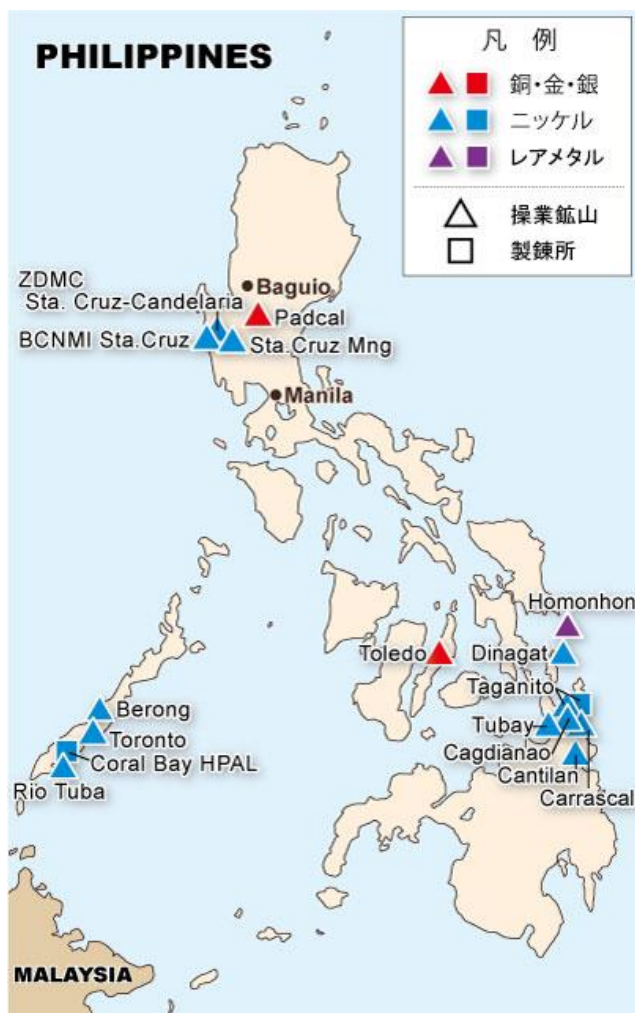 PHILIPPINES
凡 例
銅・金・銀
ニッケル
レアメタル
操業鉱山
製錬所
ZDMC
Sta. Cruz-Candelaria
Baguio
Padcal
BCNMI Sta.Cruz
Sta.Cruz Mng
Manila
Homonhon
Toledo
Dinagat
Taganito
Berong
Tubay
Toronto
Cagdianao
Coral Bay HPAL
Cantilan
Rio Tuba
Carrascal
MALAYSIA